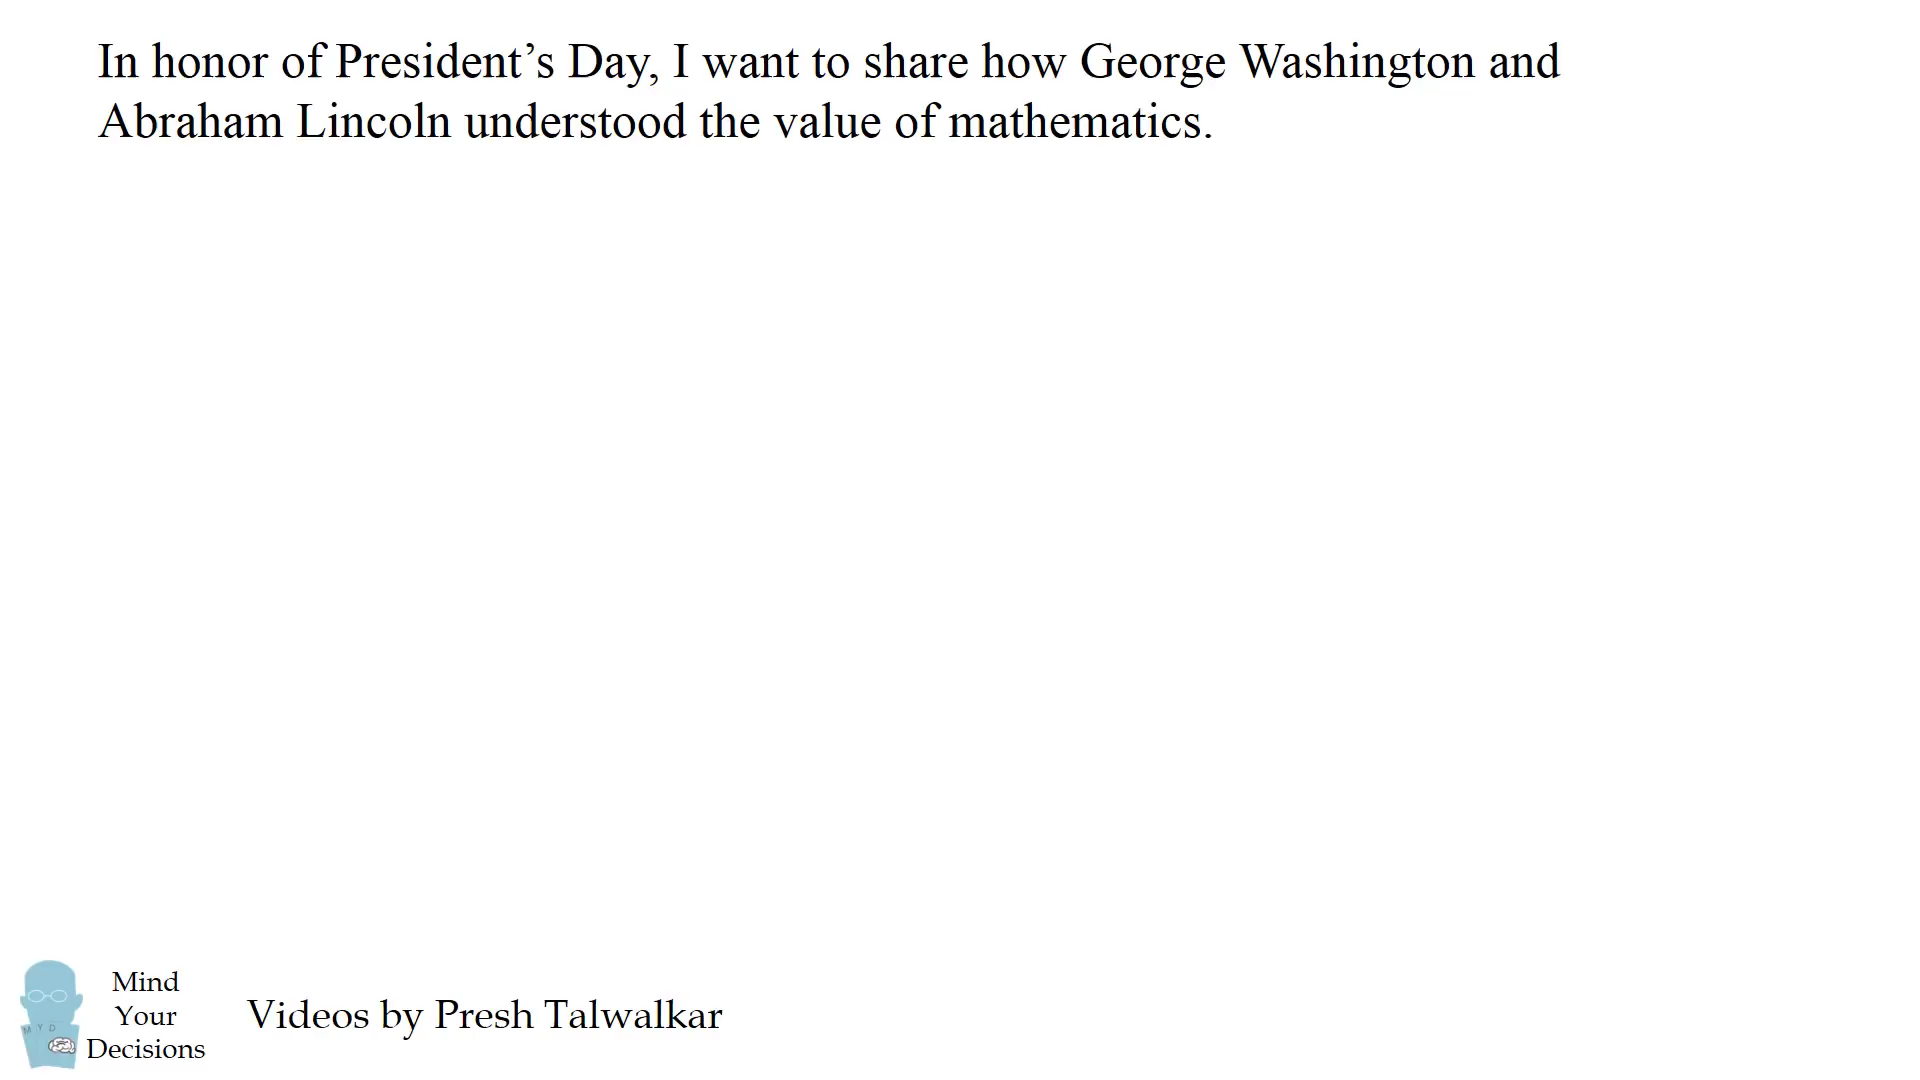 In honor of President’s Day, I want to share how George Washington and
Abraham Lincoln understood the value of mathematics.
Mind
Your
Decisions
M Y D
Videos by Presh Talwalkar